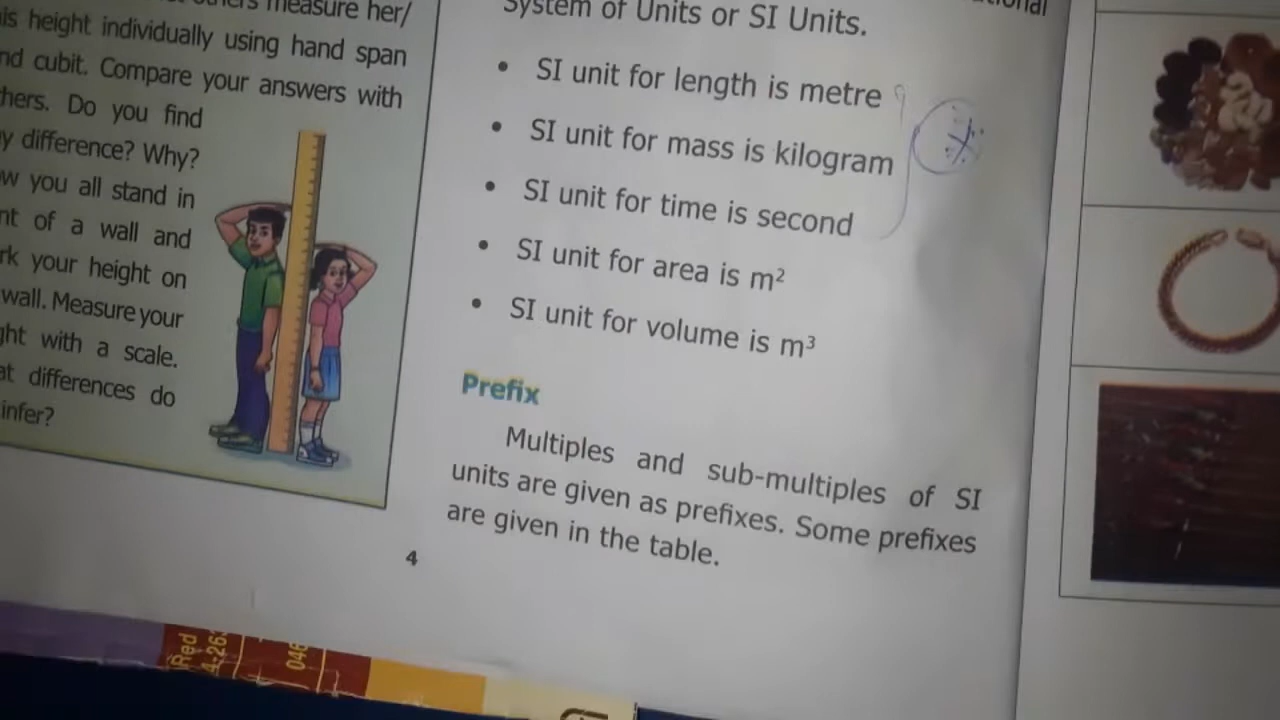 measure her/
is height individually using hand span
nd cubit. Compare your answers with
hers. Do you find
y difference? Why?
w you all stand in
nt of a wall and
rk your height on
wall. Measure your
ght with a scale.
at differences do
infer?
System of Units or SI Units.
• SI unit for length is metre
• SI unit for mass is kilogram
• SI unit for time is second
• SI unit for area is m²
• SI unit for volume is m³
Prefix
Multiples and sub-multiples of SI
units are given as prefixes. Some prefixes
are given in the table.
4
Red